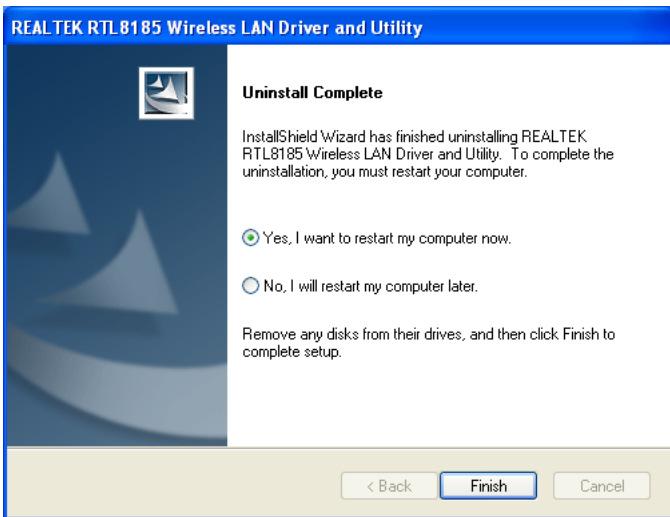 REALTEK RTL8185 Wireless LAN Driver and Utility
Uninstall Complete
InstallShield Wizard has finished uninstalling REALTEK
RTL8185 Wireless LAN Driver and Utility. To complete the
uninstallation, you must restart your computer.
Yes, I want to restart my computer now.
No, I will restart my computer later.
Remove any disks from their drives, and then click Finish to
complete setup.
< Back
Finish
Cancel